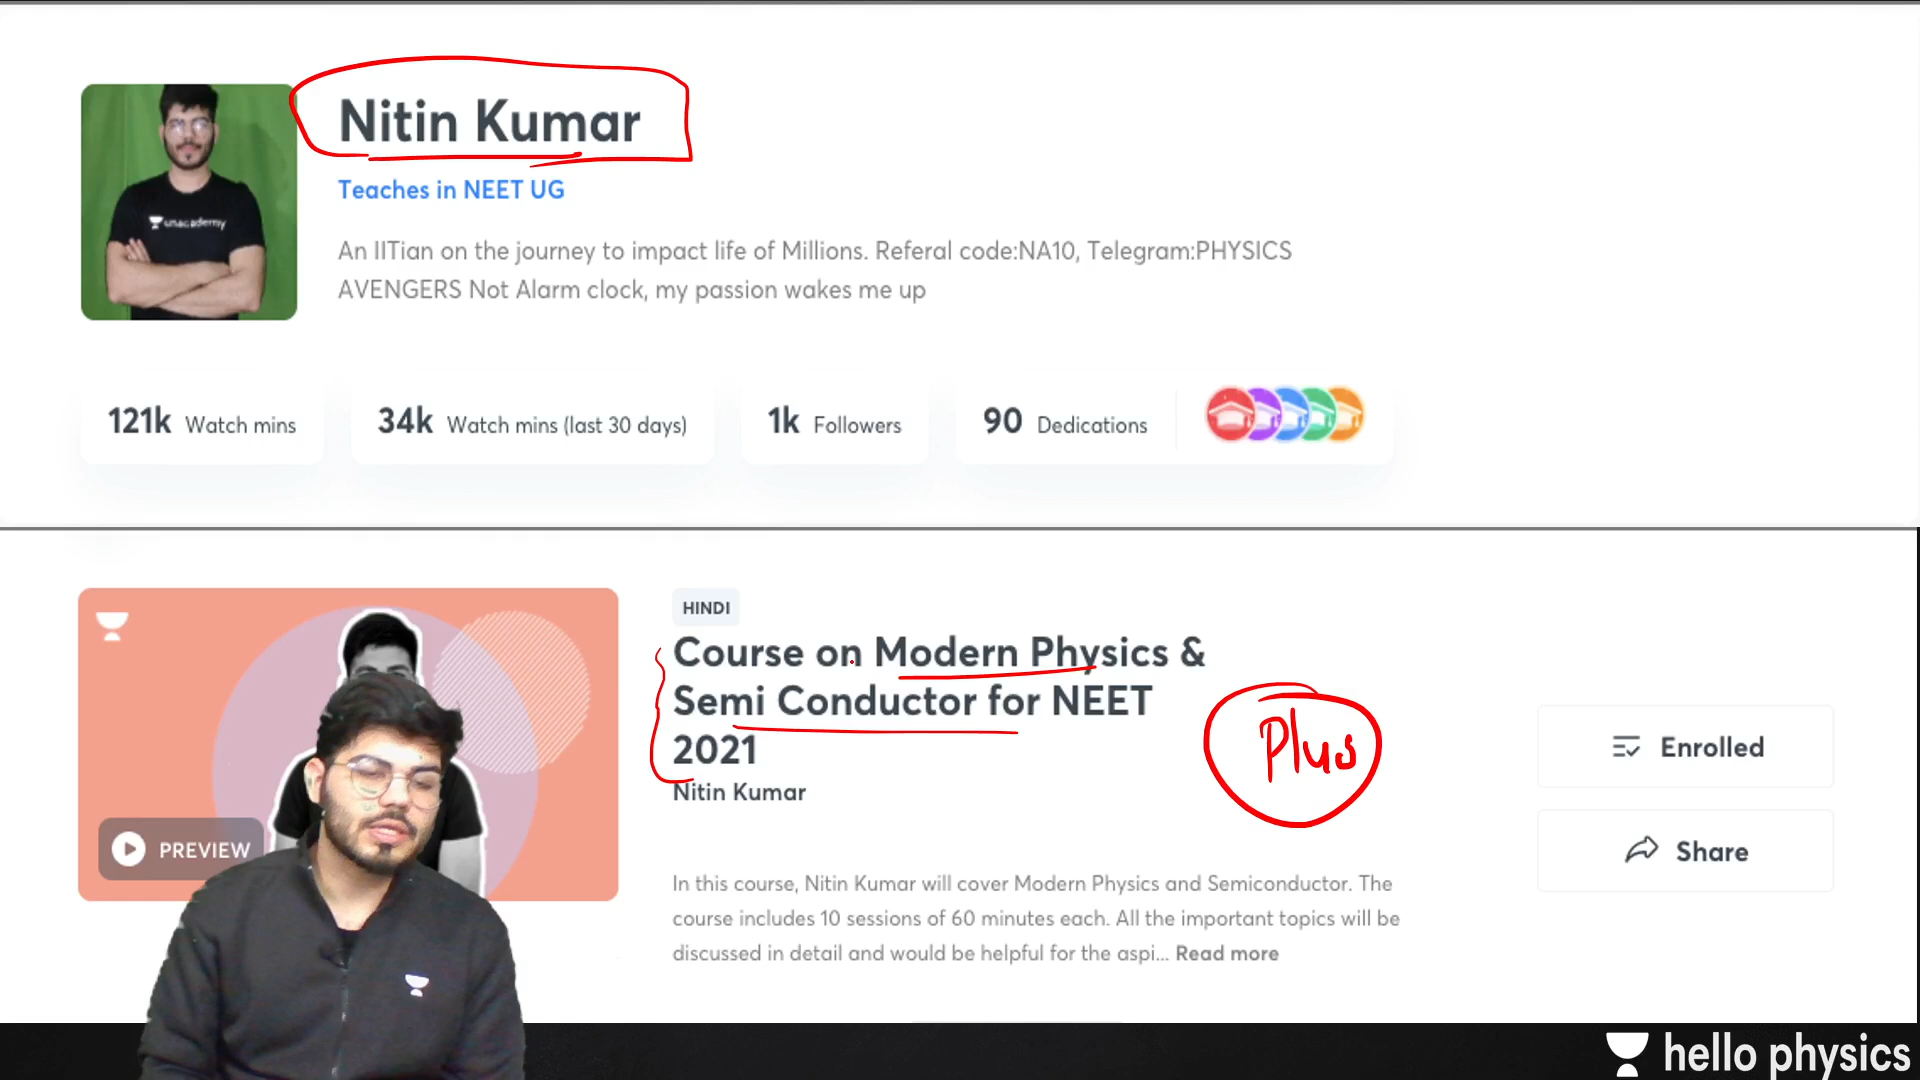 Nitin Kumar
Teaches in NEET UG
unacademy
An IITian on the journey to impact life of Millions. Referal code:NA10, Telegram:PHYSICS
AVENGERS Not Alarm clock, my passion wakes me up
121k Watch mins
34k Watch mins (last 30 days)
1k Followers
90 Dedications
HINDI
Course on Modern Physics &
Semi Conductor for NEET
2021
Nitin Kumar
Plus
Enrolled
Share
PREVIEW
In this course, Nitin Kumar will cover Modern Physics and Semiconductor. The
course includes 10 sessions of 60 minutes each. All the important topics will be
discussed in detail and would be helpful for the aspi... Read more
hello physics